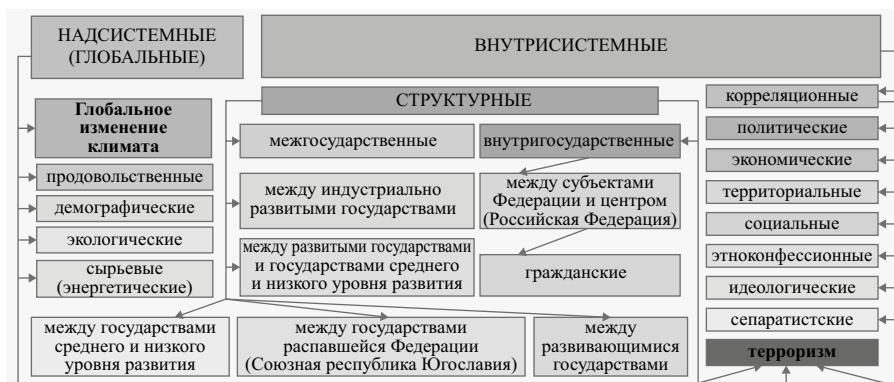 НАДСИСТЕМНЫЕ
(ГЛОБАЛЬНЫЕ)
ВНУТРИСИСТЕМНЫЕ
Глобальное
изменение
климата
продовольственные
демографические
экологические
сырьевые
(энергетические)
СТРУКТУРНЫЕ
межгосударственные
внутригосударственные
между индустриально
развитыми государствами
между субъектами
Федерации и центром
(Российская Федерация)
между развитыми государствами
и государствами среднего
и низкого уровня развития
гражданские
между государствами
среднего и низкого
уровня развития
между государствами
распавшейся Федерации
(Союзная республика Югославия)
между
развивающимися
государствами
корреляционные
политические
экономические
территориальные
социальные
этноконфессионные
идеологические
сепаратистские
терроризм